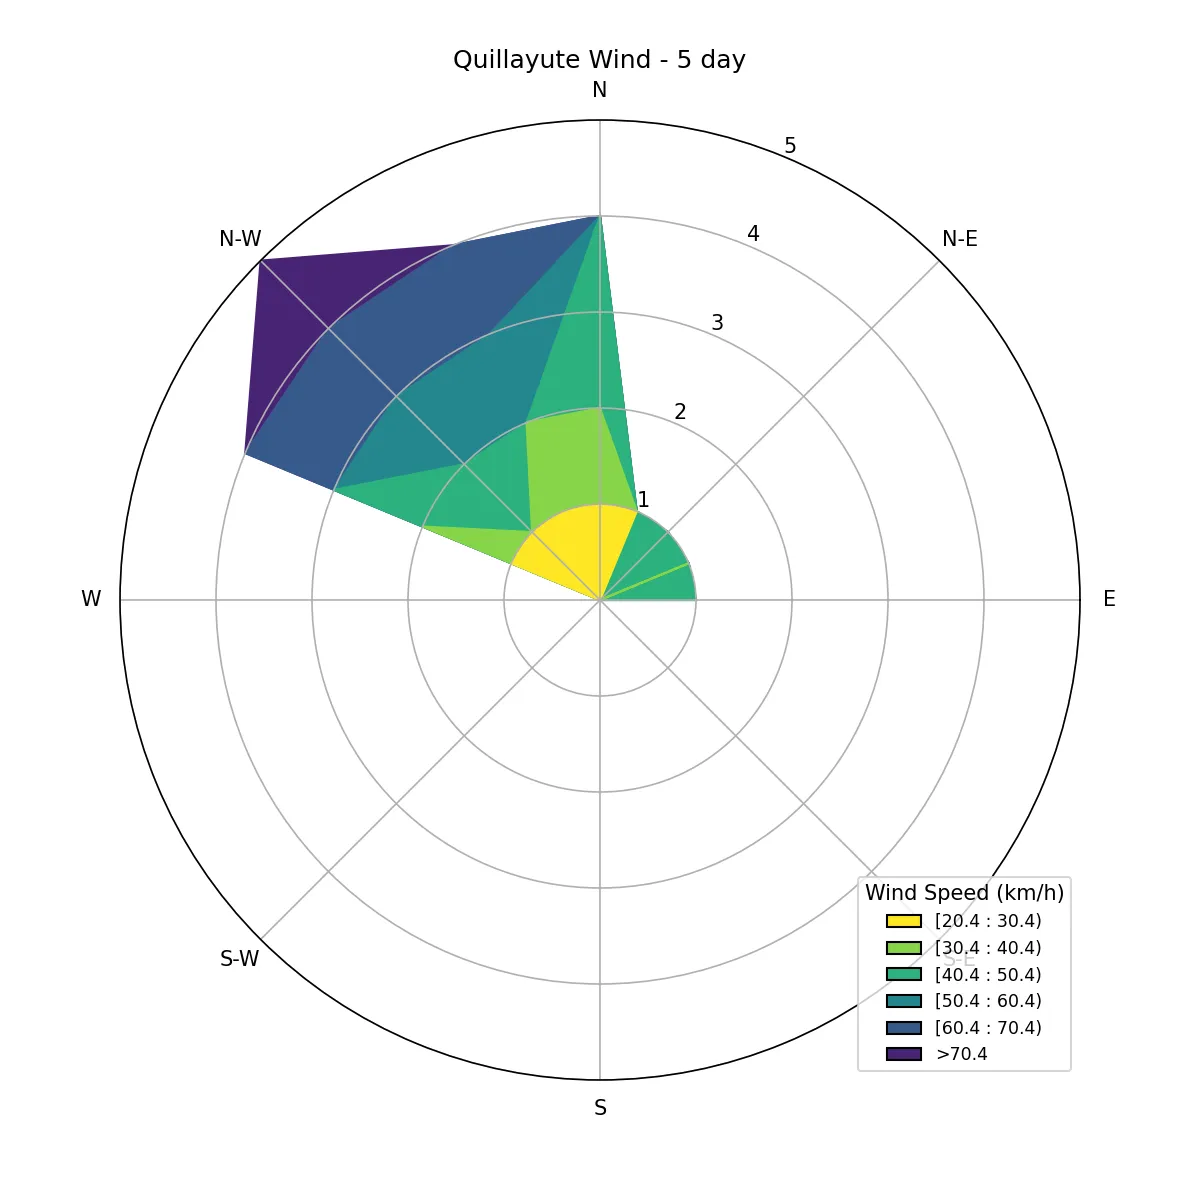 Quillayute Wind - 5 day
N
5
N-W
N-E
4
3
2
1
W
E
Wind Speed (km/h)
[20.4 : 30.4)
[30.4 : 40.4)
S-W
S-E
[40.4 : 50.4)
[50.4 : 60.4)
[60.4 : 70.4)
>70.4
S